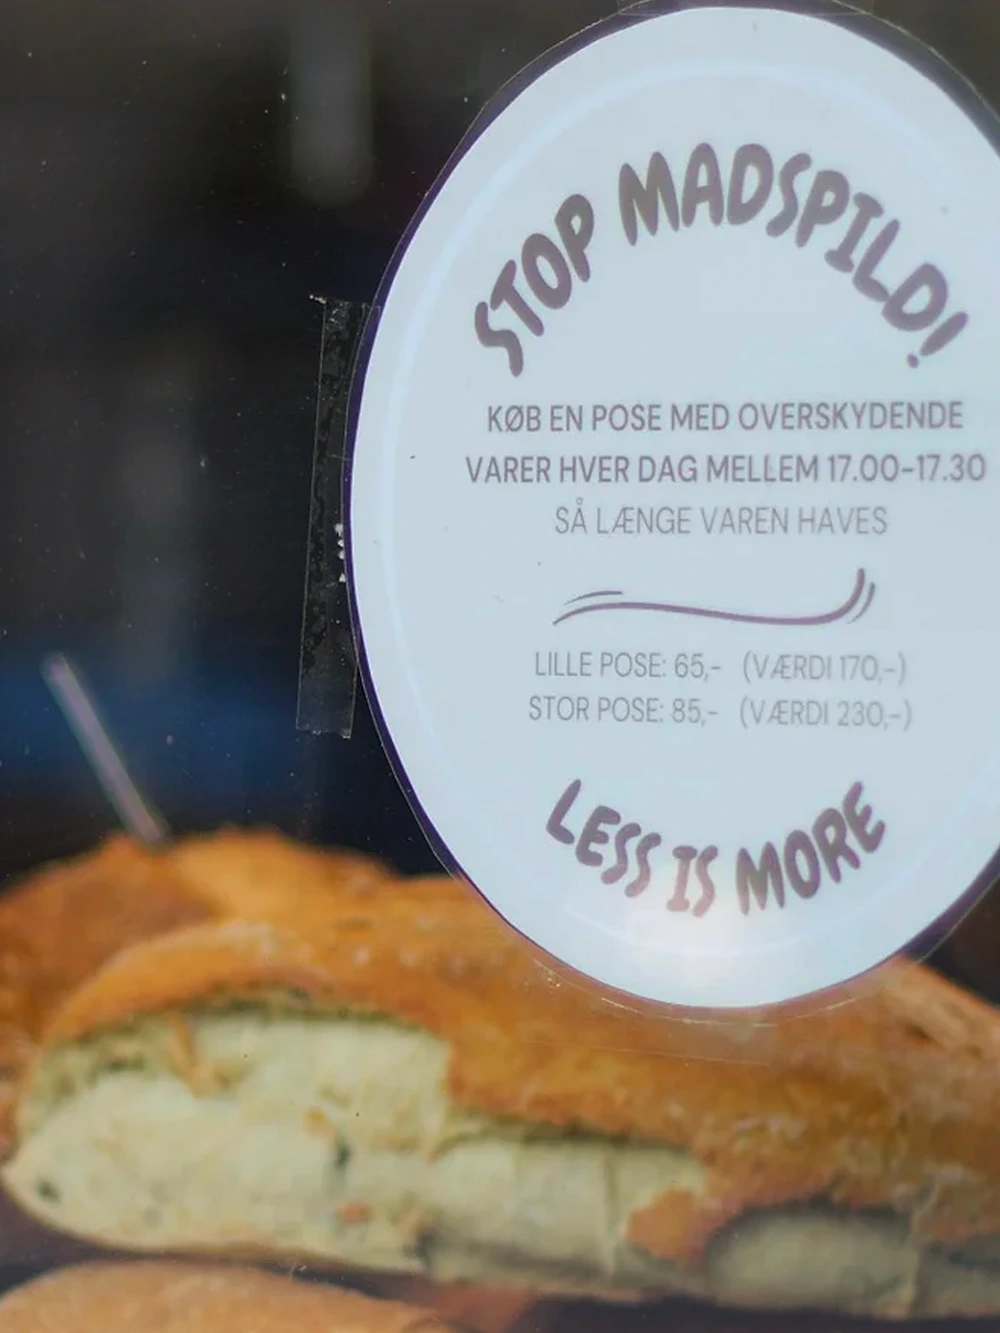 STOP MADSPILD!
KØB EN POSE MED OVERSKYDENDE
VARER HVER DAG MELLEM 17.00-17.30
SÅ LÆNGE VAREN HAVES
LILLE POSE: 65,- (VÆRDI 170,-)
STOR POSE: 85,- (VÆRDI 230,-)
LESS IS MORE